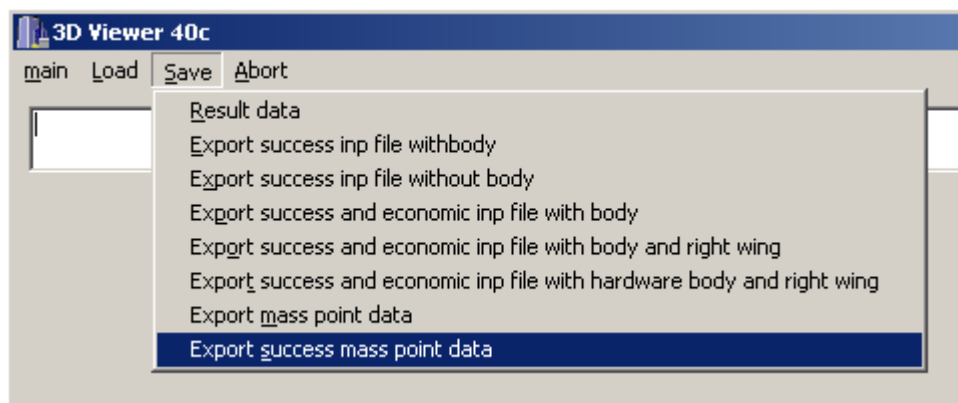 3D Viewer 40c
main Load Save Abort
Result data
Export success inp file withbody
Export success inp file without body
Export success and economic inp file with body
Export success and economic inp file with body and right wing
Export success and economic inp file with hardware body and right wing
Export mass point data
Export success mass point data